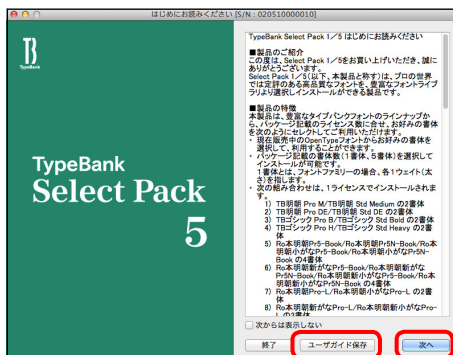 はじめにお読みください [S/N : 020510000010]
TB
TypeBank
TypeBank
Select Pack
5
TypeBank Select Pack 1／5 はじめにお読みください
■製品のご紹介
この度は、Select Pack 1／5をお買い上げいただき、誠に
ありがとうございます。
Select Pack 1／5(以下、本製品と称す)は、プロの世界
では定評のある高品質なフォントを、豊富なフォントライブ
ラリより選択しインストールができる製品です。
■製品の特徴
本製品は、豊富なタイプバンクフォントのラインナップか
ら、パッケージ記載のライセンス数に合せ、お好みの書体
を次のようにセレクトしてご利用いただけます。
・ 現在販売中のOpenTypeフォントからお好みの書体を
選択して、利用することができます。
・ パッケージ記載の書体数(1書体、5書体)を選択して
インストールが可能です。
1書体とは、フォントファミリーの場合、各1ウェイト(太
さ)を指します。
・ 次の組み合わせは、1ライセンスでインストールされま
す。
1) TB明朝 Pro M/TB明朝 Std Medium の2書体
2) TB明朝 Pro DE/TB明朝 Std DE の2書体
3) TBゴシック Pro B/TBゴシック Std Bold の2書体
4) TBゴシック Pro H/TBゴシック Std Heavy の2書
体
5) Ro本明朝Pr5-Book/Ro本明朝Pr5N-Book/Ro本
明朝小がなPr5-Book/Ro本明朝小がなPr5N-
Book の4書体
6) Ro本明朝新がなPr5-Book/Ro本明朝新がな
Pr5N-Book/Ro本明朝新小がなPr5-Book/Ro本
明朝新小がなPr5N-Book の4書体
7) Ro本明朝Pro-L/Ro本明朝小がなPro-L の2書
体
8) Ro本明朝新がなPro-L/Ro本明朝新小がなPro-
L の2書体
次からは表示しない
終了
ユーザガイド保存
次へ